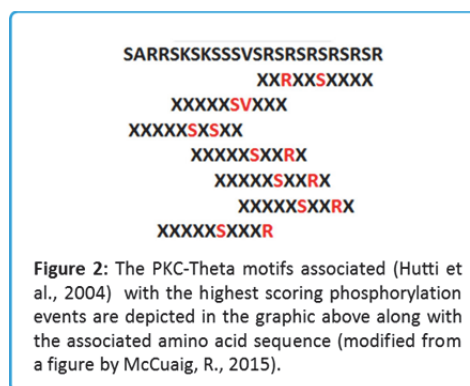 SARRSKSKSSSVSRSRSRSRSRSR
XXRXXSXXXX
XXXXXSVXXX
XXXXXSXSXX
XXXXXSXXRX
XXXXXSXXRX
XXXXXSXXRX
XXXXXSXXXR
Figure 2: The PKC-Theta motifs associated (Hutti
et al., 2004) with the highest scoring phosphorylation
events are depicted in the graphic above along with
the associated amino acid sequence (modified from
a figure by McCuaig, R., 2015).